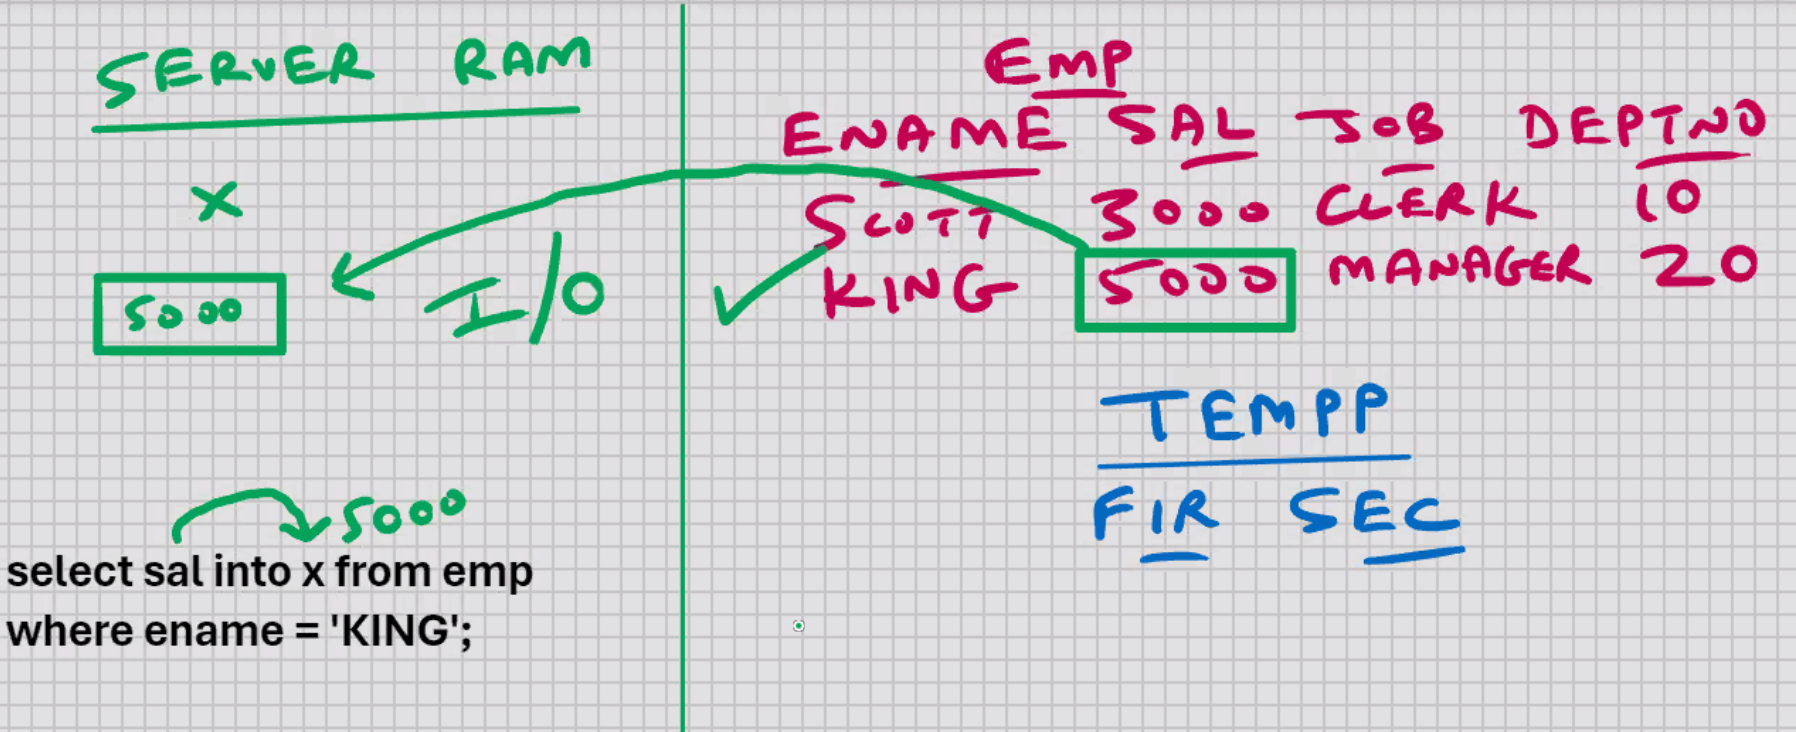 SERVER RAM
x
5000
I/O
5000
select sal into x from emp
where ename = 'KING';
Emp
ENAME SAL JOB DEPTNO
SCOTT 3000 CLERK 10
KING 5000 MANAGER 20
TEMPP
FIR SEC